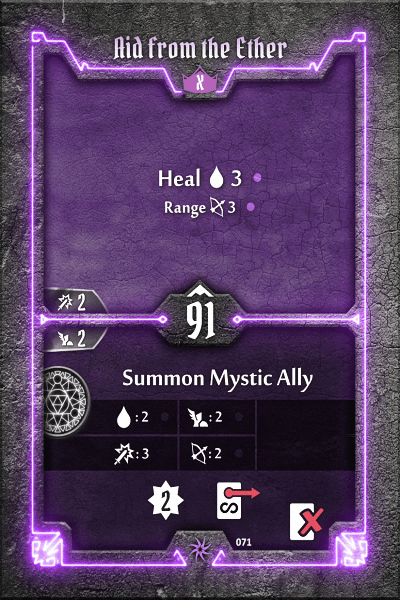 Aid from the Ether
X
Heal 3
Range 3
2
91
2
Summon Mystic Ally
: 2 : 2
: 3 : 2
2
071